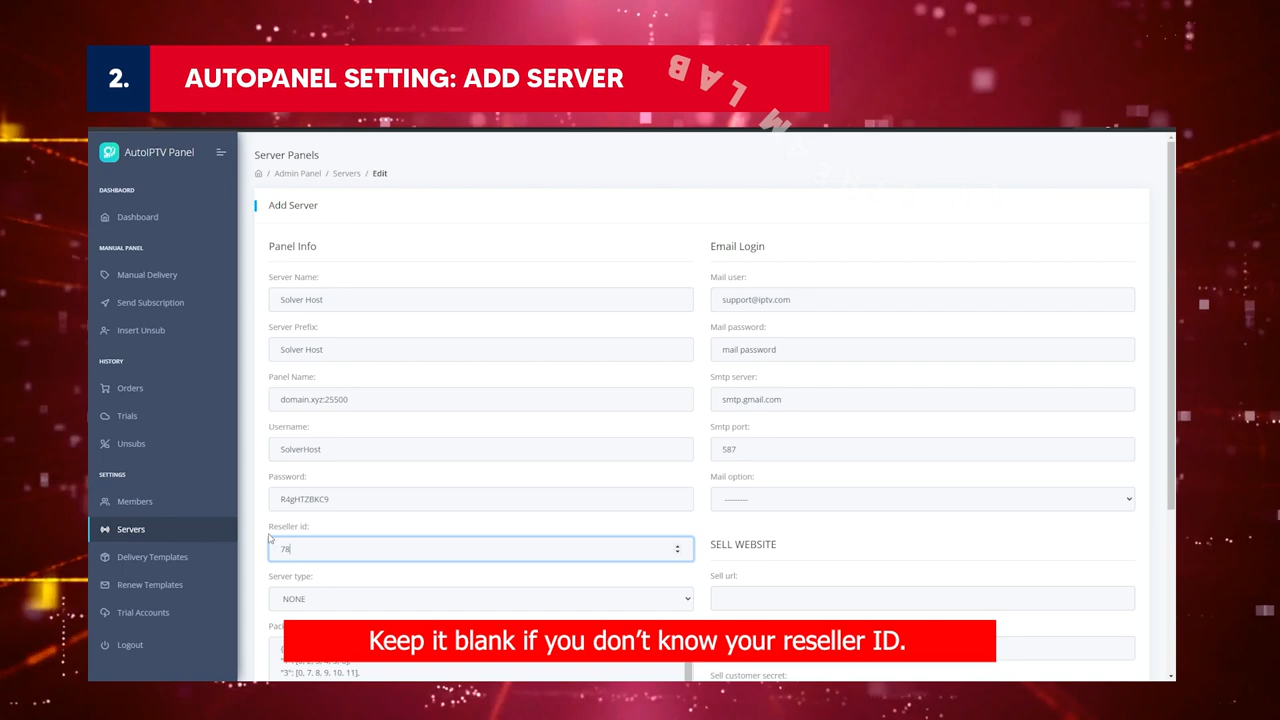 2.
AUTOPANEL SETTING: ADD SERVER
LAB
AutoIPTV Panel
DASHBAORD
Dashboard
MANUAL PANEL
Manual Delivery
Send Subscription
Insert Unsub
HISTORY
Orders
Trials
Unsubs
SETTINGS
Members
Servers
Delivery Templates
Renew Templates
Trial Accounts
Logout
Server Panels
/ Admin Panel / Servers / Edit
Add Server
Panel Info
Server Name:
Solver Host
Server Prefix:
Solver Host
Panel Name:
domain.xyz:25500
Username:
SolverHost
Password:
R4gHTZBKC9
Reseller id:
78
Server type:
NONE
"3": [0, 7, 8, 9, 10, 11],
Email Login
Mail user:
support@iptv.com
Mail password:
mail password
Smtp server:
smtp.gmail.com
Smtp port:
587
Mail option:
---------
SELL WEBSITE
Sell url:
Sell customer secret:
Keep it blank if you don't know your reseller ID.